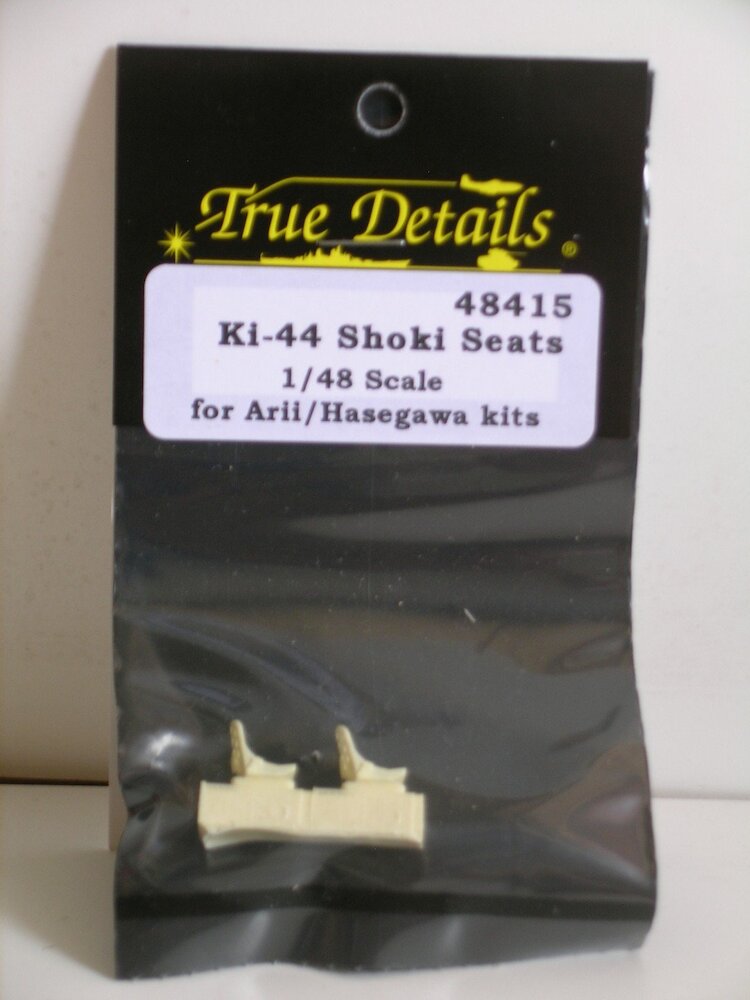 True Details®
48415
Ki-44 Shoki Seats
1/48 Scale
for Arii/Hasegawa kits